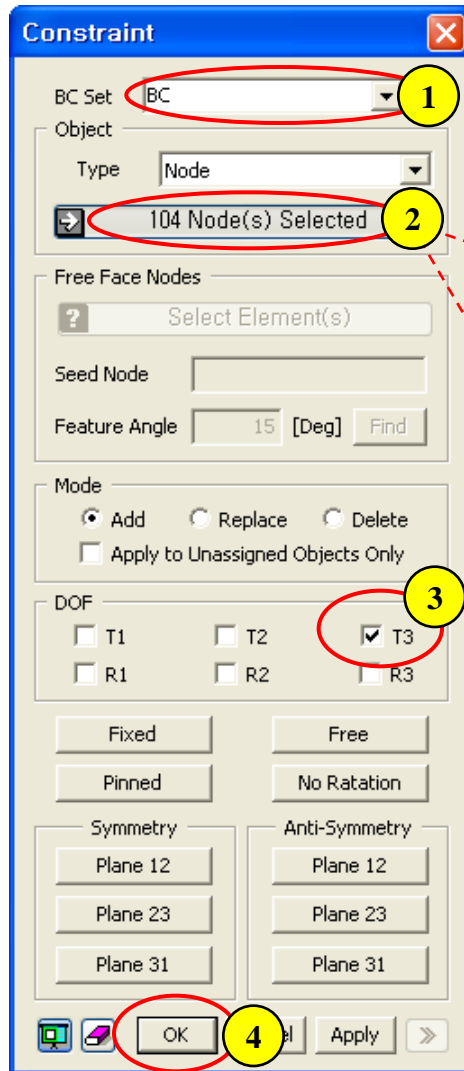 Constraint
BC Set BC 1
Object
Type Node
104 Node(s) Selected 2
Free Face Nodes
? Select Element(s)
Seed Node
Feature Angle 15 [Deg] Find
Mode
Add Replace Delete
Apply to Unassigned Objects Only
DOF 3
T1 T2 T3
R1 R2 R3
Fixed Free
Pinned No Ratation
Symmetry Anti-Symmetry
Plane 12 Plane 12
Plane 23 Plane 23
Plane 31 Plane 31
OK 4 Apply